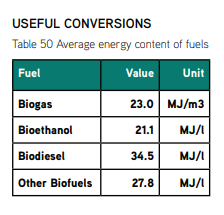 USEFUL CONVERSIONS
Table 50 Average energy content of fuels
Fuel Value Unit
Biogas 23.0 MJ/m3
Bioethanol 21.1 MJ/l
Biodiesel 34.5 MJ/l
Other Biofuels 27.8 MJ/l